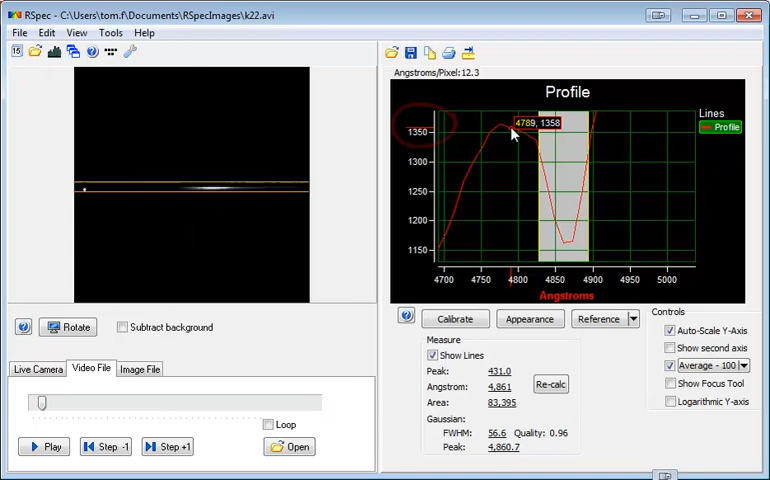 RSpec - C:\Users\tom.f\Documents\RSpecImages\k22.avi
File Edit View Tools Help
15
Angstroms/Pixel:12.3
Profile
Lines
Profile
4789, 1358
1350
1300
1250
1200
1150
4700 4750 4800 4850 4900 4950 5000
Angstroms
Rotate
Subtract background
Calibrate
Appearance
Reference
Controls
Auto-Scale Y-Axis
Show second axis
Average - 100
Show Focus Tool
Logarithmic Y-axis
Measure
Show Lines
Peak: 431.0
Angstrom: 4,861
Area: 83,395
Re-calc
Gaussian:
FWHM: 56.6 Quality: 0.96
Peak: 4,860.7
Live Camera
Video File
Image File
Loop
Play
Step -1
Step +1
Open